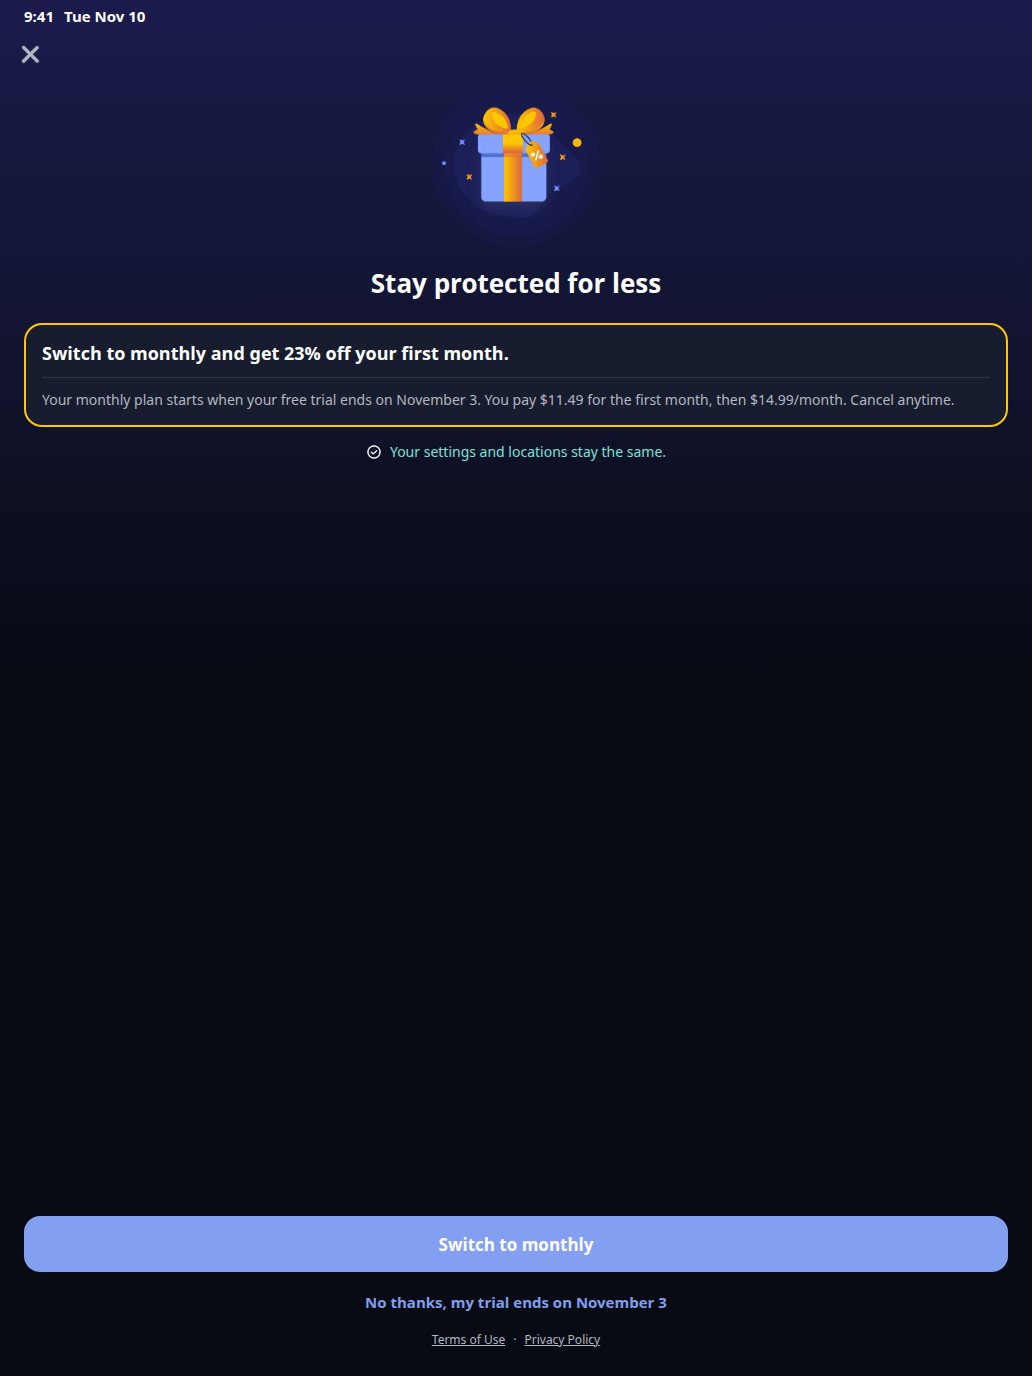 9:41 Tue Nov 10
%
Stay protected for less
Switch to monthly and get 23% off your first month.
Your monthly plan starts when your free trial ends on November 3. You pay $11.49 for the first month, then $14.99/month. Cancel anytime.
Your settings and locations stay the same.
Switch to monthly
No thanks, my trial ends on November 3
Terms of Use · Privacy Policy